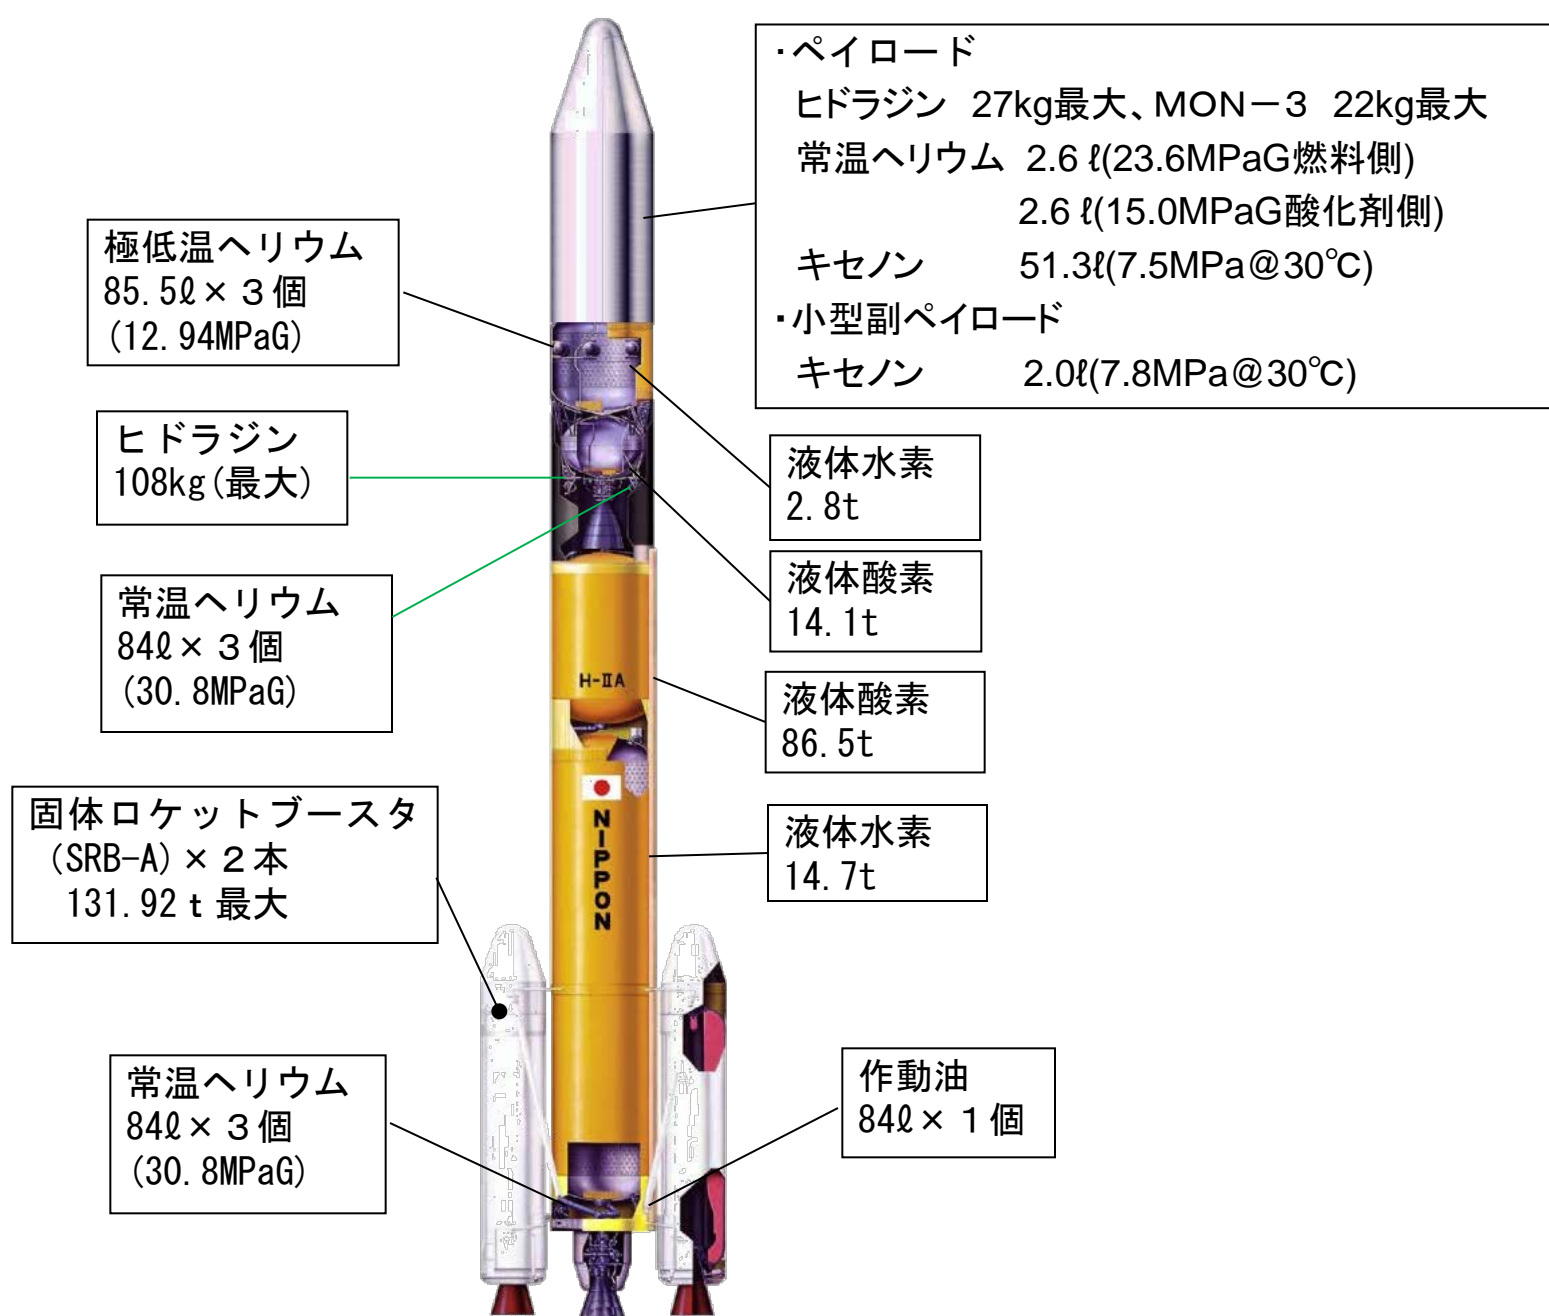 ・ペイロード
ヒドラジン 27kg最大、MON－3 22kg最大
常温ヘリウム 2.6 ℓ(23.6MPaG燃料側)
2.6 ℓ(15.0MPaG酸化剤側)
キセノン 51.3ℓ(7.5MPa@30℃)
・小型副ペイロード
キセノン 2.0ℓ(7.8MPa@30℃)
極低温ヘリウム
85.5ℓ×３個
(12.94MPaG)
ヒドラジン
108kg(最大)
液体水素
2.8t
常温ヘリウム
84ℓ×３個
(30.8MPaG)
液体酸素
14.1t
H-ⅡA
液体酸素
86.5t
固体ロケットブースタ
(SRB-A)×２本
131.92ｔ最大
NIPPON
液体水素
14.7t
常温ヘリウム
84ℓ×３個
(30.8MPaG)
作動油
84ℓ×１個